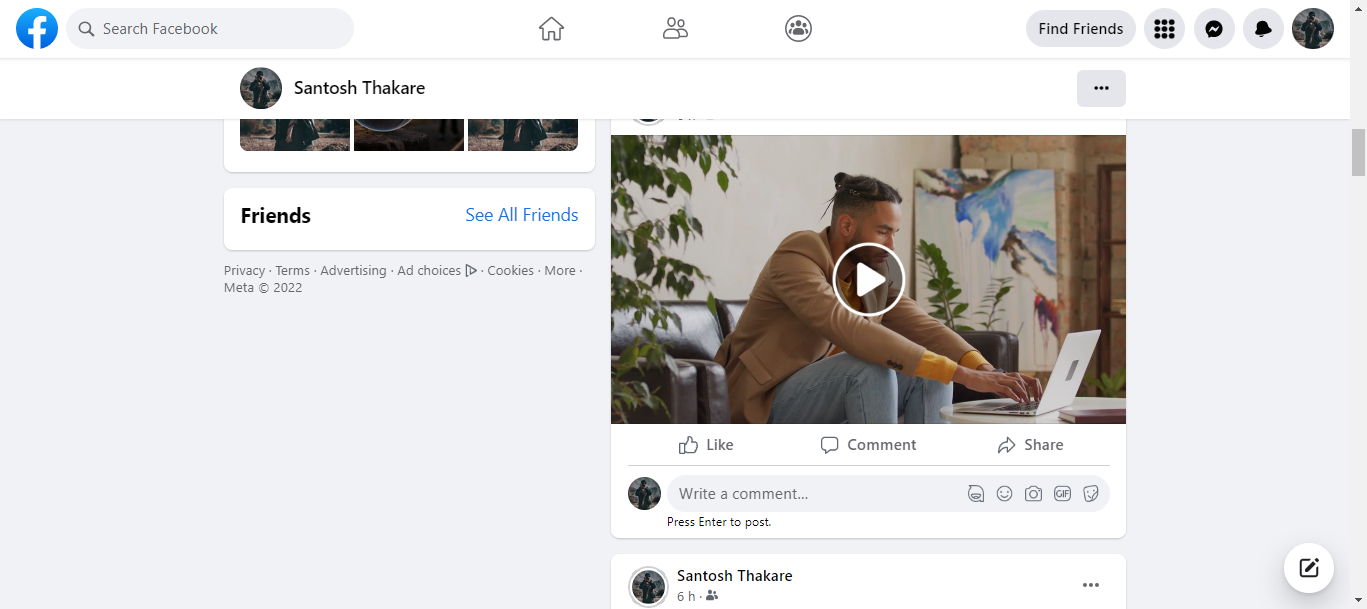 Search Facebook
Find Friends
Santosh Thakare
Friends
See All Friends
Privacy · Terms · Advertising · Ad choices · Cookies · More ·
Meta © 2022
Like
Comment
Share
Write a comment…
GIF
Press Enter to post.
Santosh Thakare
6 h ·